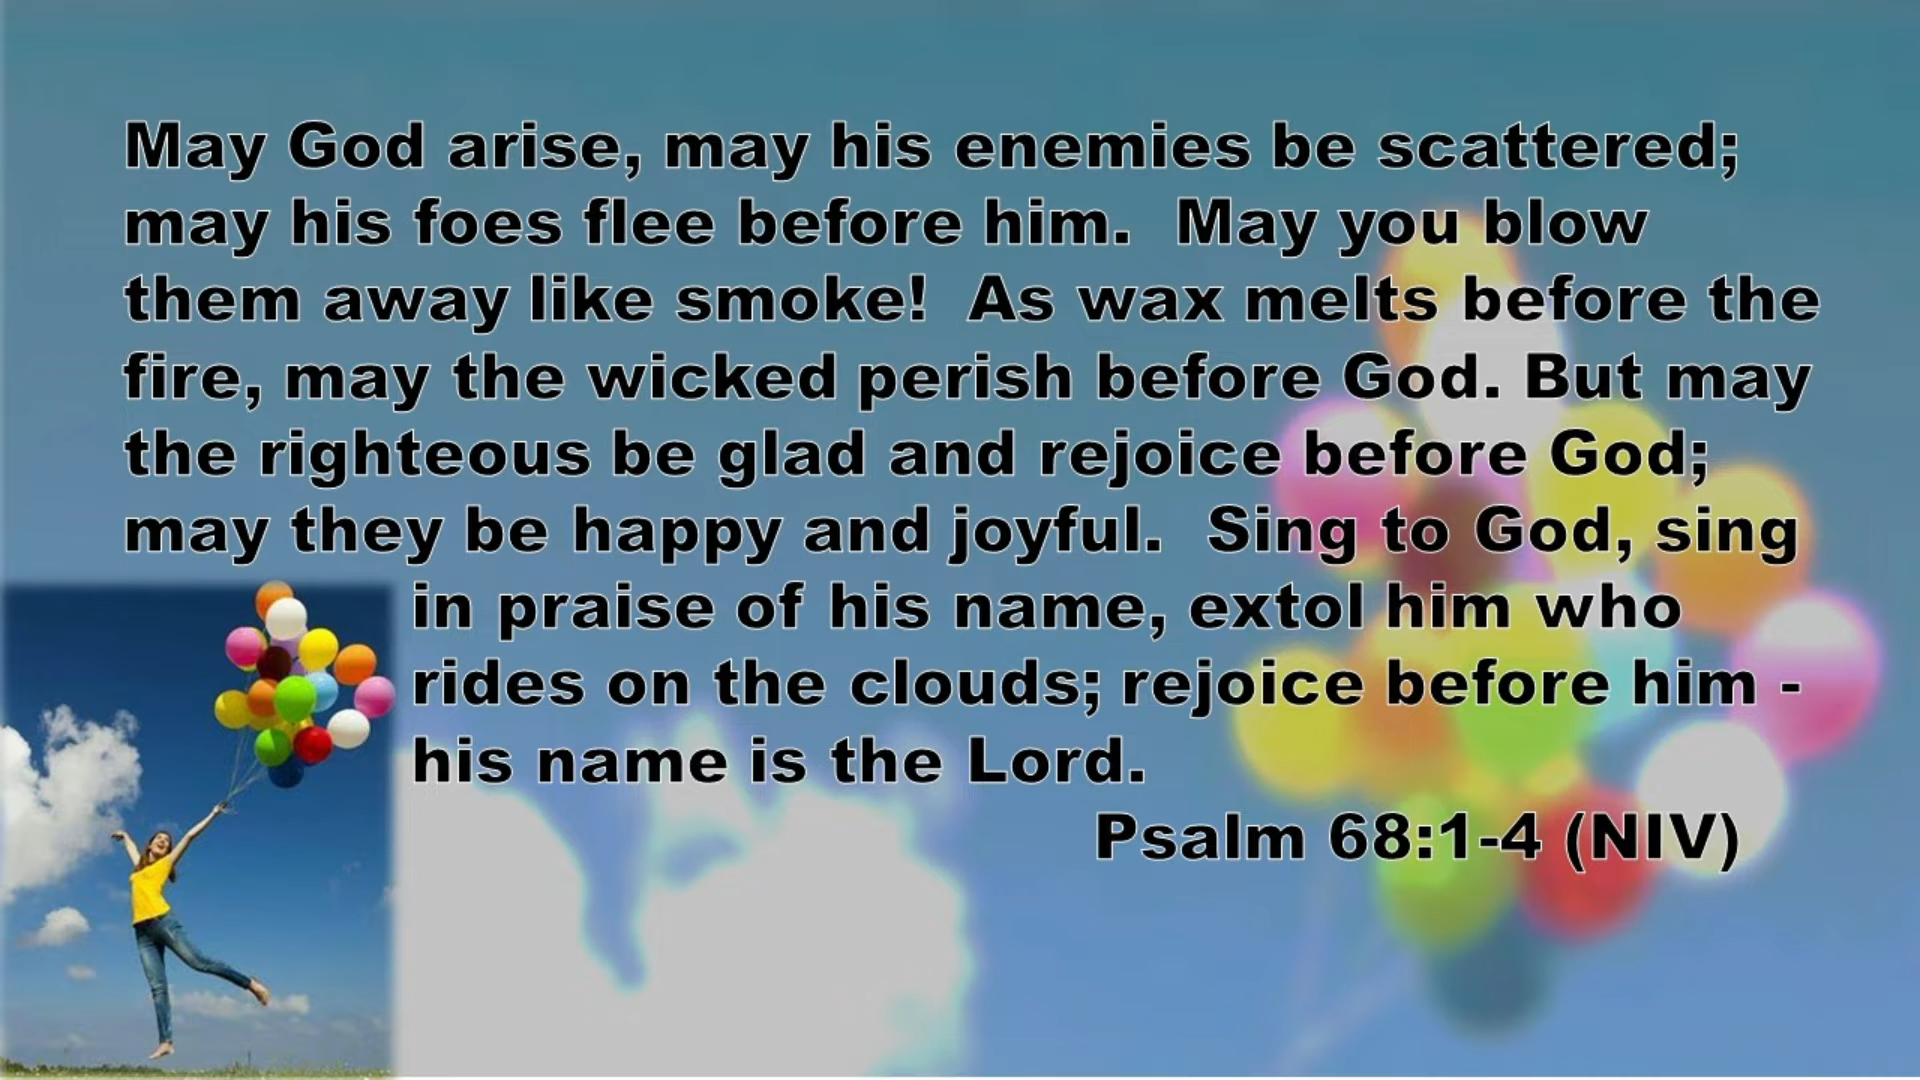 May God arise, may his enemies be scattered;
may his foes flee before him.  May you blow
them away like smoke!  As wax melts before the
fire, may the wicked perish before God. But may
the righteous be glad and rejoice before God;
may they be happy and joyful.  Sing to God, sing
in praise of his name, extol him who
rides on the clouds; rejoice before him -
his name is the Lord.
Psalm 68:1-4 (NIV)